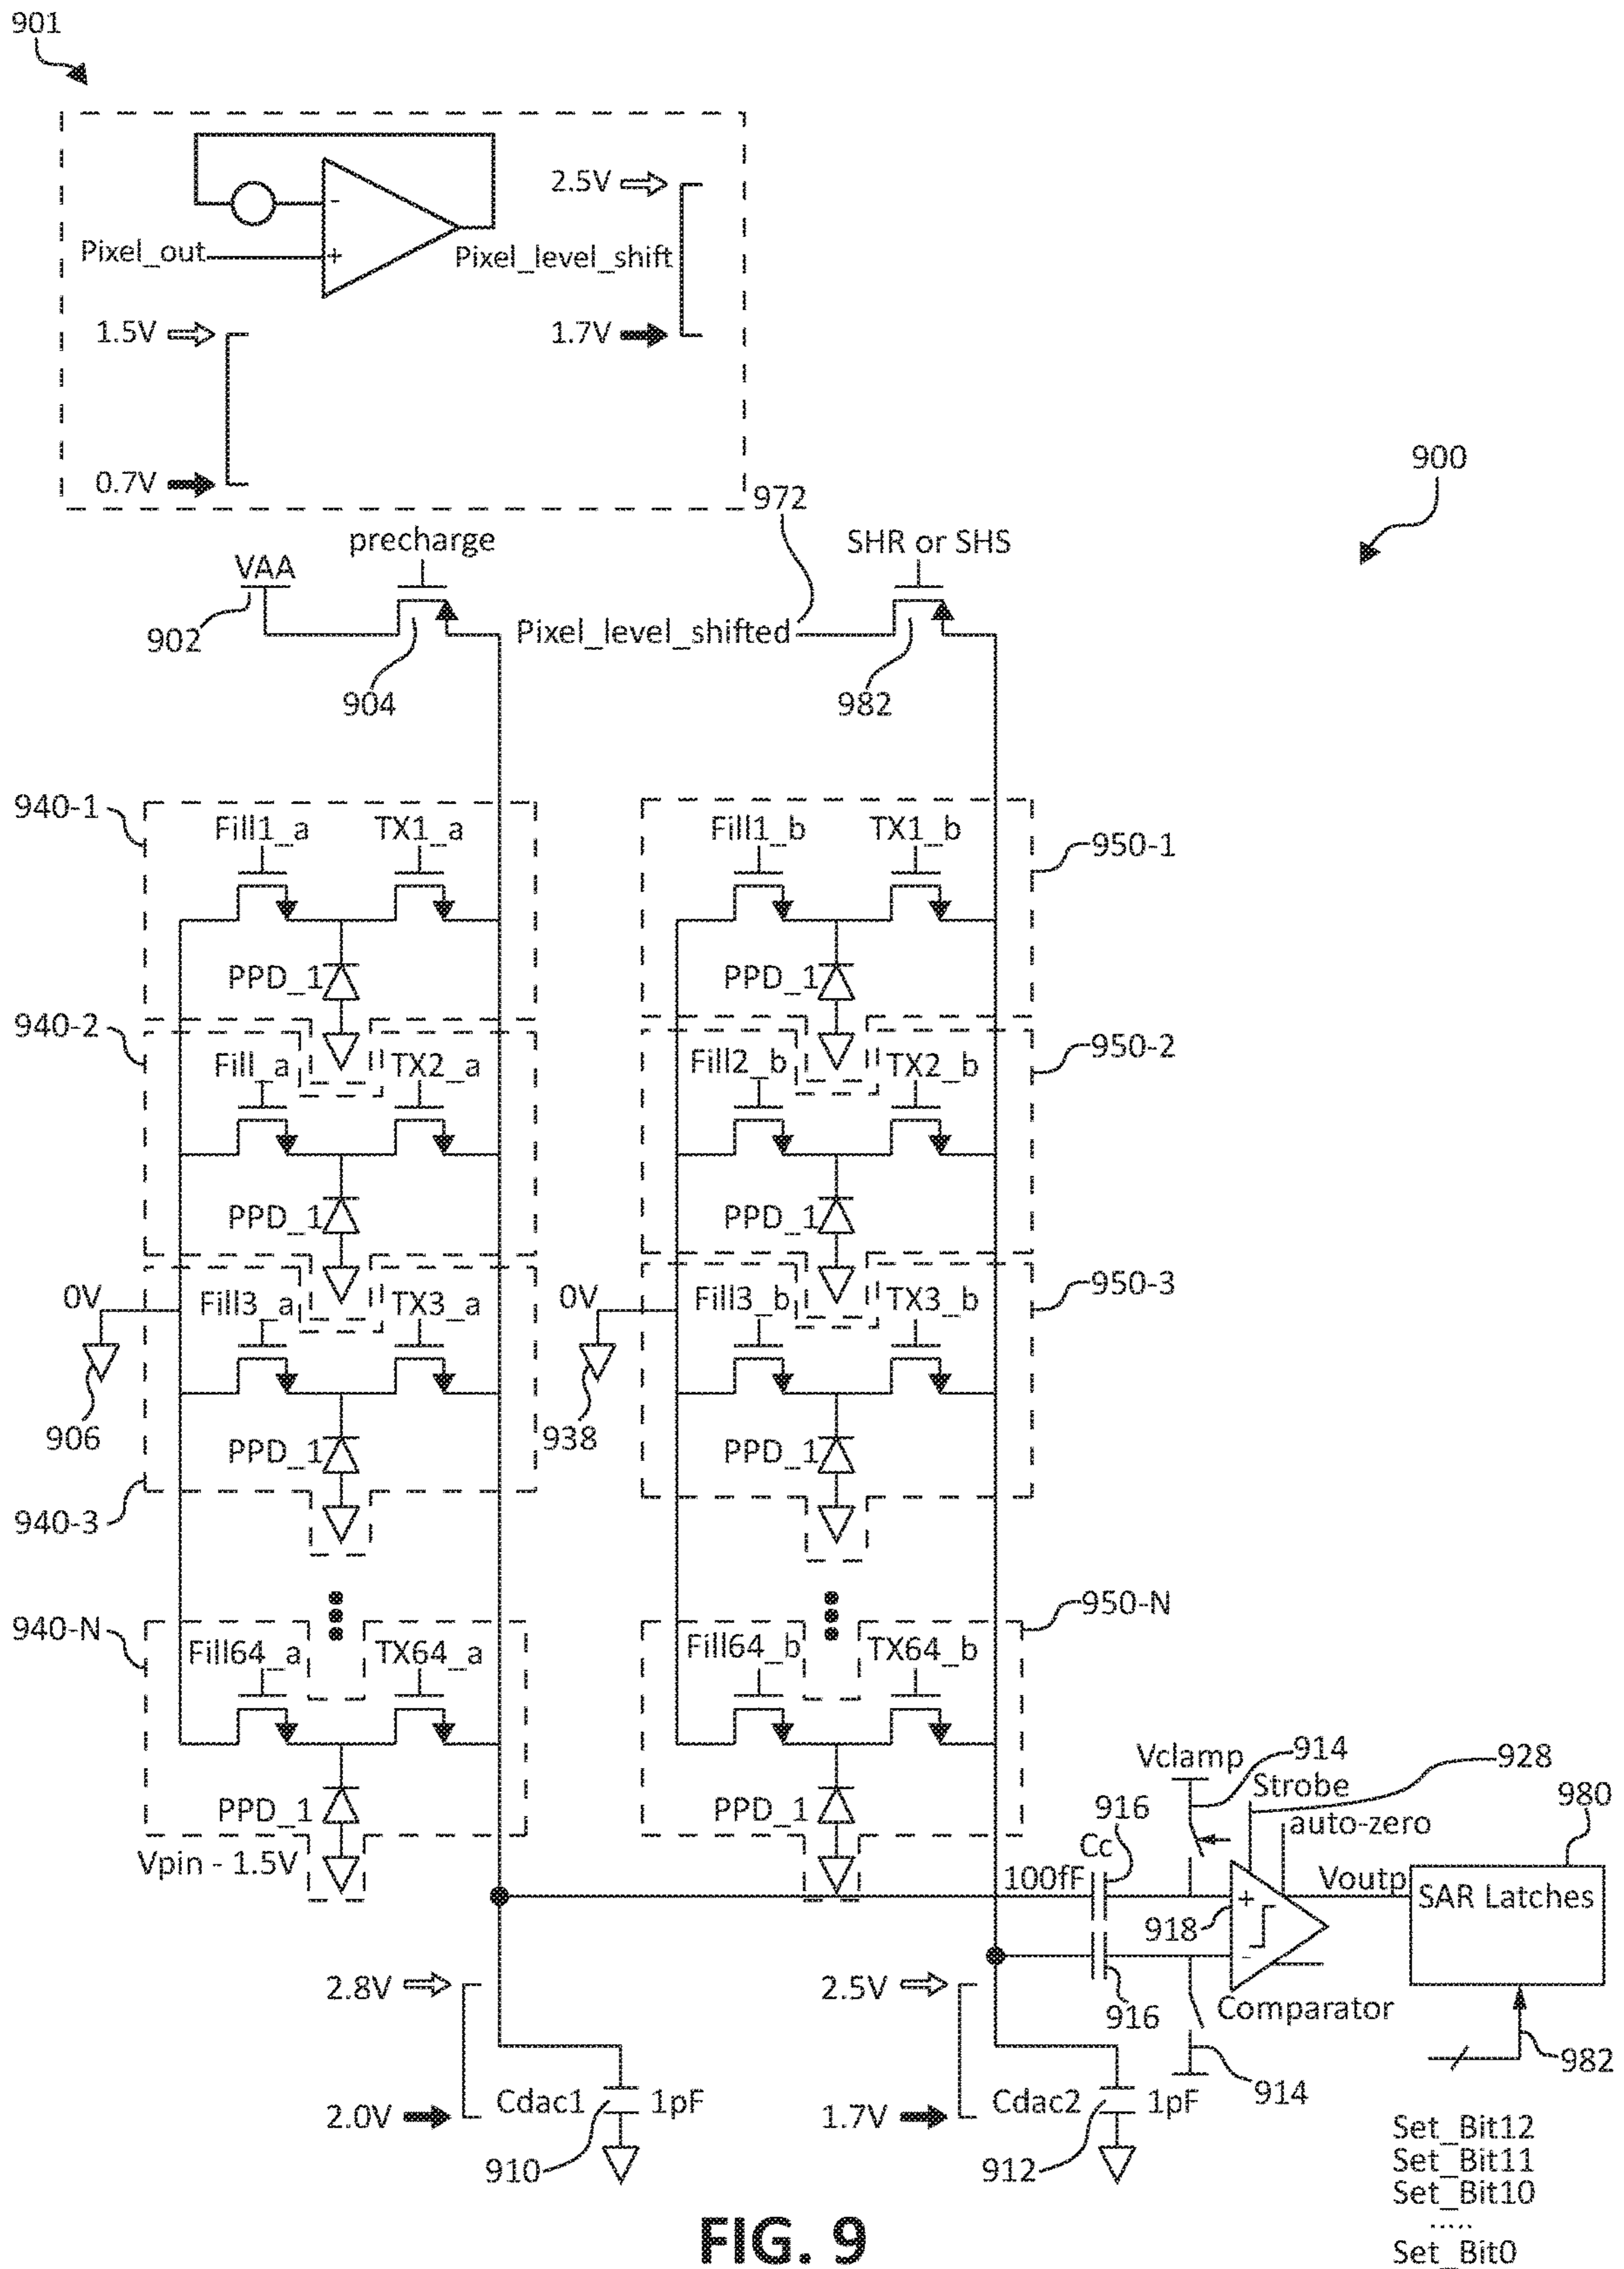 901
2.5V
Pixel_out
-
+
Pixel_level_shift
1.5V
1.7V
0.7V
900
972
precharge
SHR or SHS
VAA
902
904
Pixel_level_shifted
982
940-1
Fill1_a
TX1_a
Fill1_b
TX1_b
950-1
PPD_1
PPD_1
940-2
Fill_a
TX2_a
Fill2_b
TX2_b
950-2
PPD_1
PPD_1
0V
Fill3_a
TX3_a
0V
Fill3_b
TX3_b
950-3
906
PPD_1
938
PPD_1
940-3
940-N
Fill64_a
TX64_a
Fill64_b
TX64_b
950-N
PPD_1
PPD_1
Vpin - 1.5V
Vclamp
914
928
Strobe
980
916
auto-zero
Cc
100fF
Voutp
SAR Latches
918
+
-
Comparator
916
914
982
2.8V
2.5V
Cdac1
1pF
Cdac2
1pF
2.0V
1.7V
910
912
Set_Bit12
Set_Bit11
Set_Bit10
.....
Set_Bit0
FIG. 9